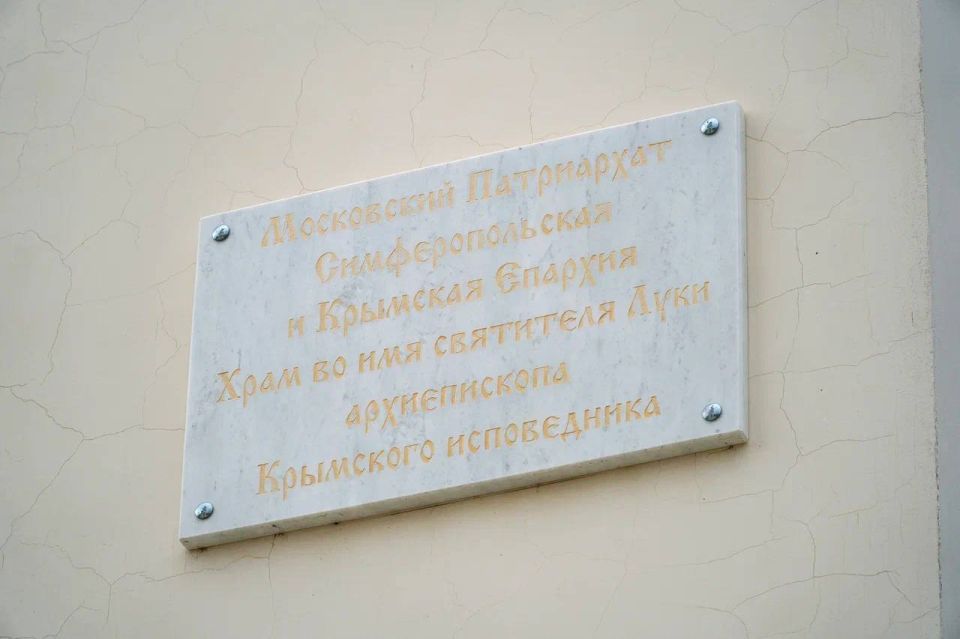 Московский Патриархат
Симферопольская
и Крымская Епархия
Храм во имя святителя Луки
архиепископа
Крымского исповедника